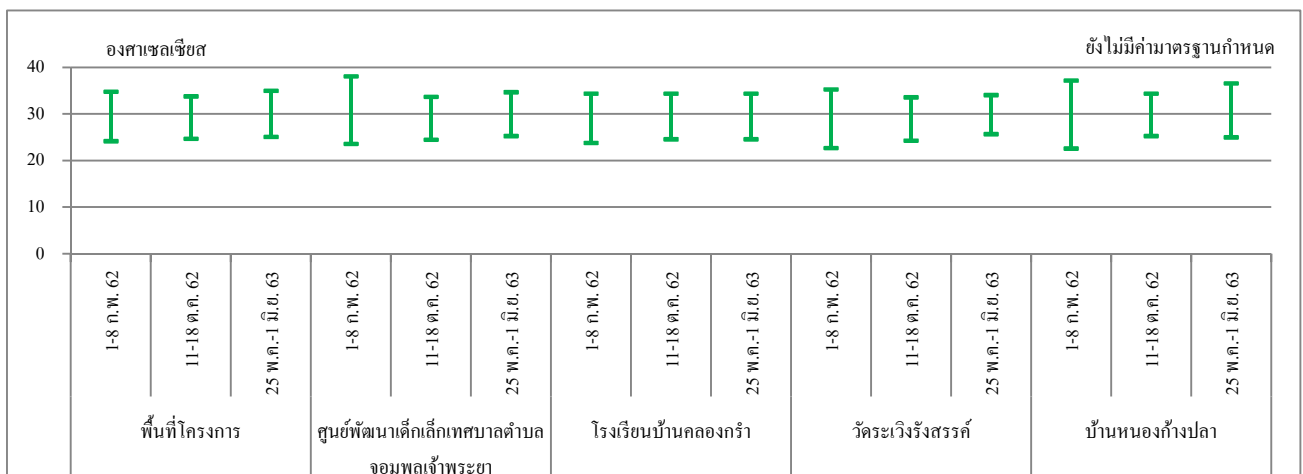 องศาเซลเซียส
ยังไม่มีค่ามาตรฐานกำหนด
40
30
20
10
0
1-8 ก.พ. 62
11-18 ต.ค. 62
25 พ.ค.-1 มิ.ย. 63
1-8 ก.พ. 62
11-18 ต.ค. 62
25 พ.ค.-1 มิ.ย. 63
1-8 ก.พ. 62
11-18 ต.ค. 62
25 พ.ค.-1 มิ.ย. 63
1-8 ก.พ. 62
11-18 ต.ค. 62
25 พ.ค.-1 มิ.ย. 63
1-8 ก.พ. 62
11-18 ต.ค. 62
25 พ.ค.-1 มิ.ย. 63
พื้นที่โครงการ
ศูนย์พัฒนาเด็กเล็กเทศบาลตำบล
จอมพลเจ้าพระยา
โรงเรียนบ้านคลองกรำ
วัดระเวิงรังสรรค์
บ้านหนองก้างปลา